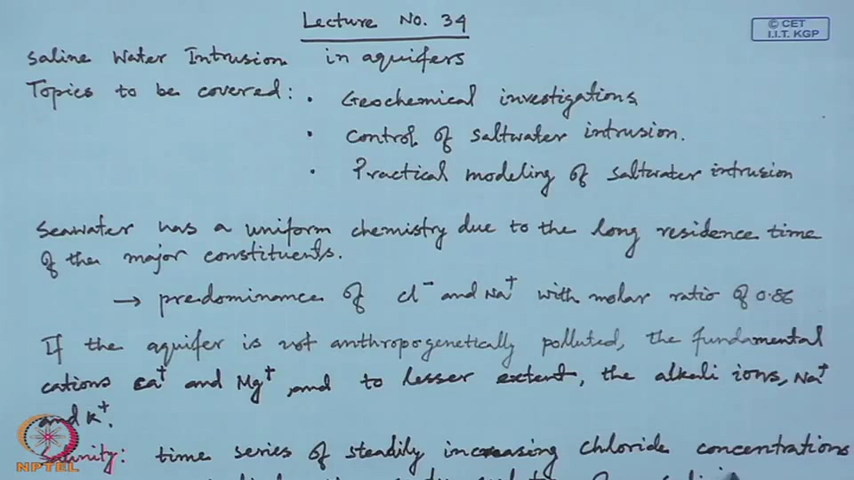 Lecture No. 34
© CET
I.I.T. KGP
Saline Water Intrusion in aquifers
Topics to be covered: • Geochemical investigations
• Control of saltwater intrusion.
• Practical modeling of saltwater intrusion
Seawater has a uniform chemistry due to the long residence time
of the major constituents.
→ predominance of Cl⁻ and Na⁺ with molar ratio of 0.86
If the aquifer is not anthropogenetically polluted, the fundamental
cations Ca⁺ and Mg⁺, and to lesser extent, the alkali ions, Na⁺
and K⁺.
Salinity: time series of steadily increasing chloride concentrations
NPTEL